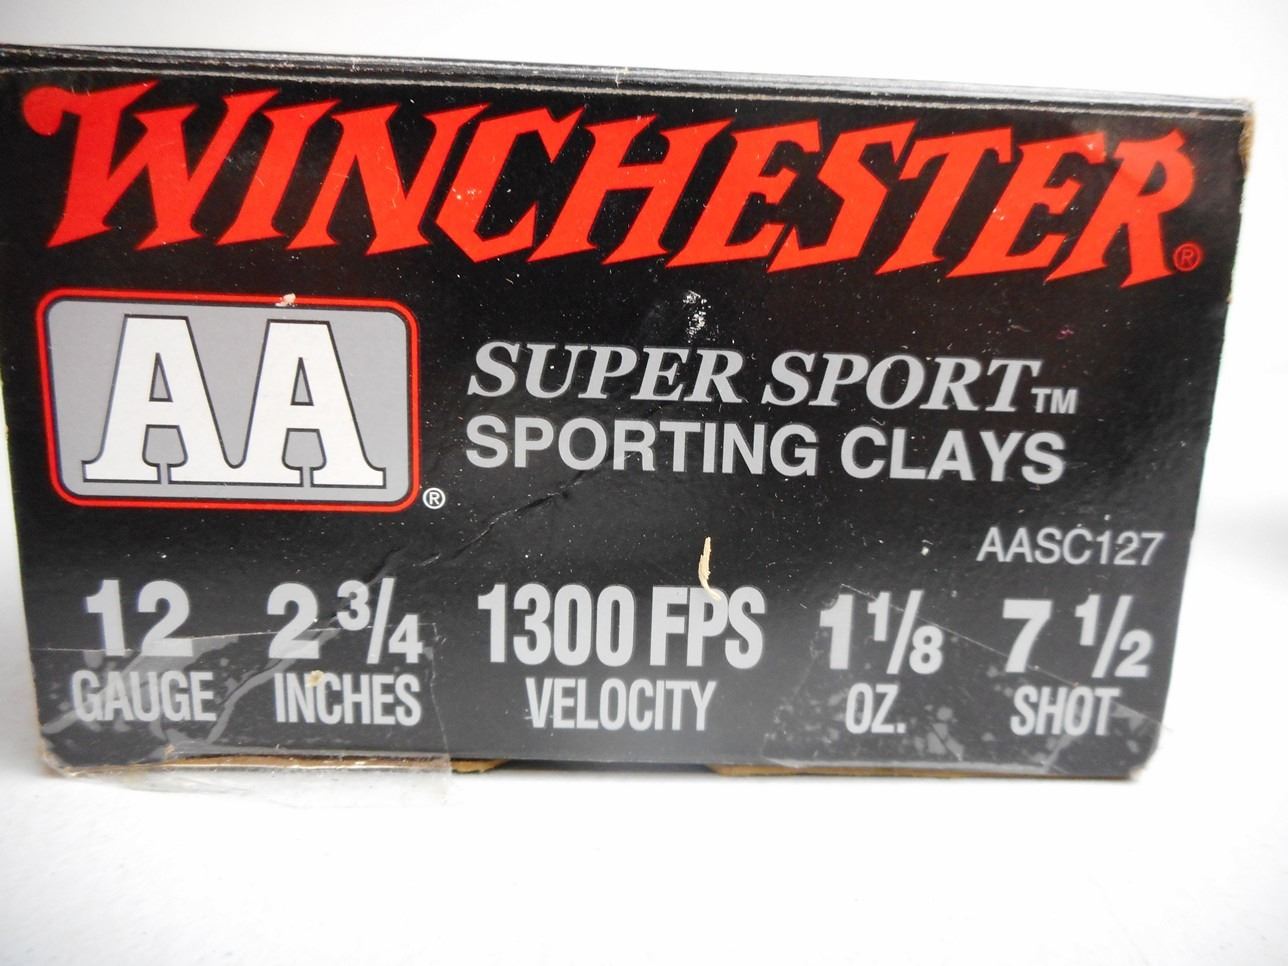 WINCHESTER®
AA®
SUPER SPORT™
SPORTING CLAYS
AASC127
12 2 3/4 1300 FPS 1 1/8 7 1/2
GAUGE INCHES VELOCITY OZ. SHOT